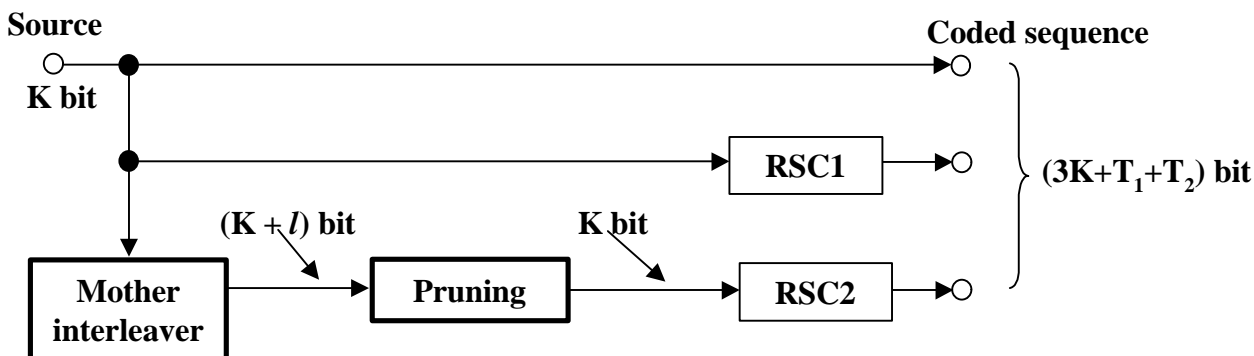 Source
Coded sequence
K bit
RSC1
(3K+T₁+T₂) bit
(K + l) bit
K bit
Mother
interleaver
Pruning
RSC2